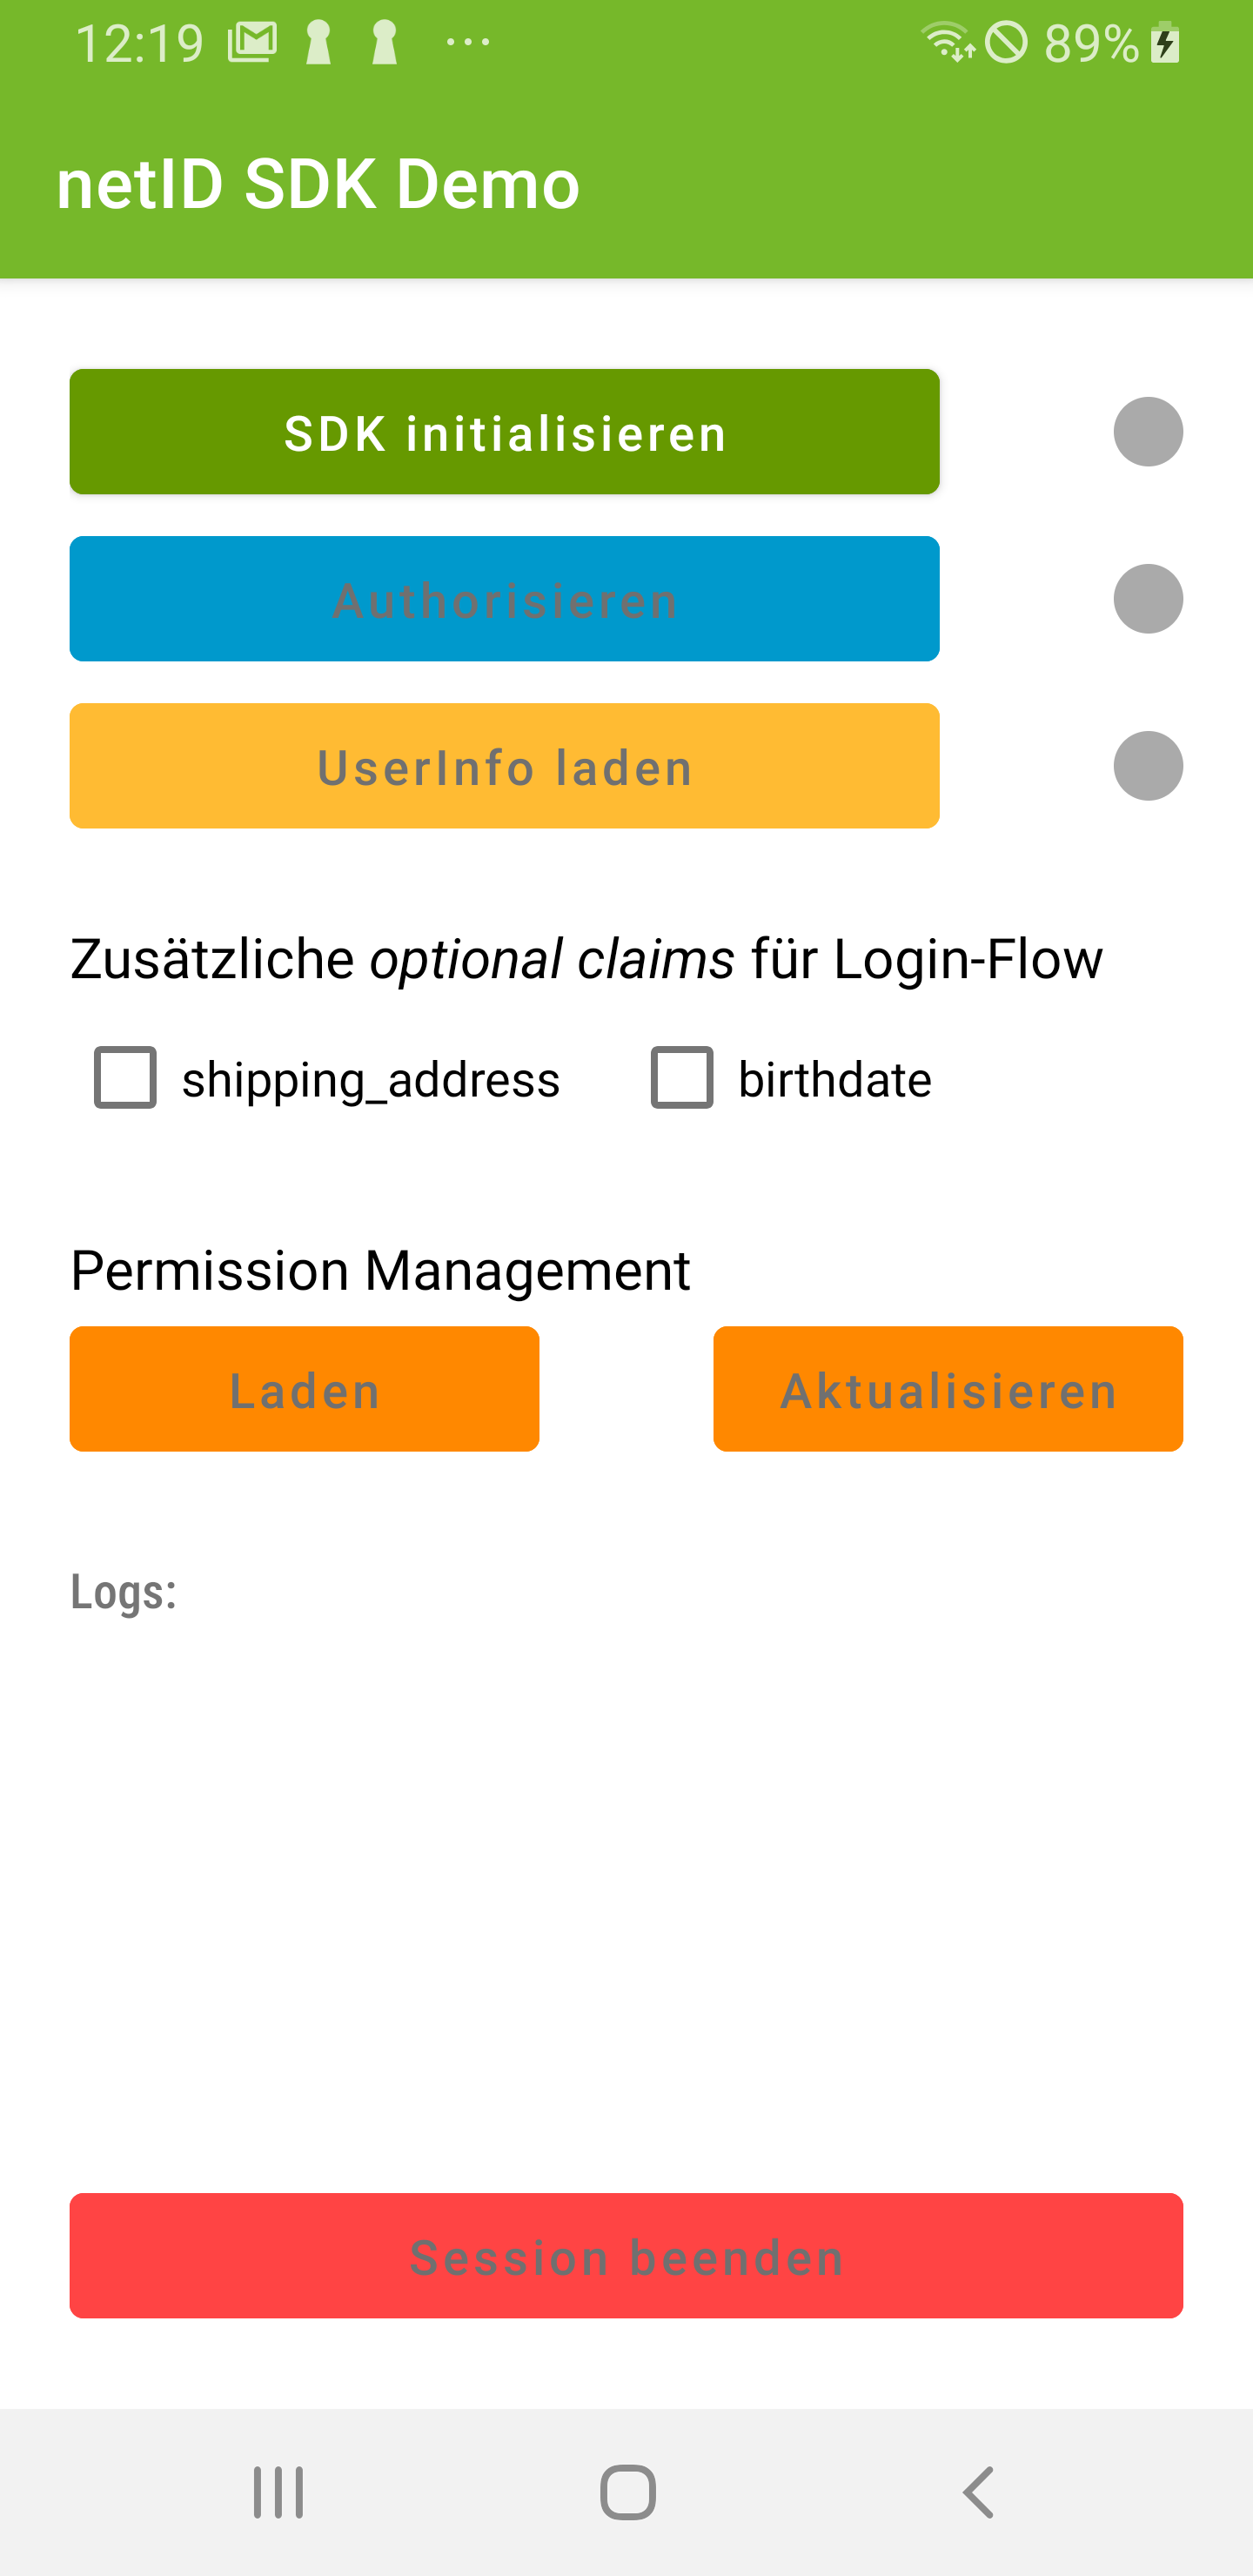 12:19 ... 89%
netID SDK Demo
SDK initialisieren
Authorisieren
UserInfo laden
Zusätzliche optional claims für Login-Flow
shipping_address birthdate
Permission Management
Laden Aktualisieren
Logs:
Session beenden